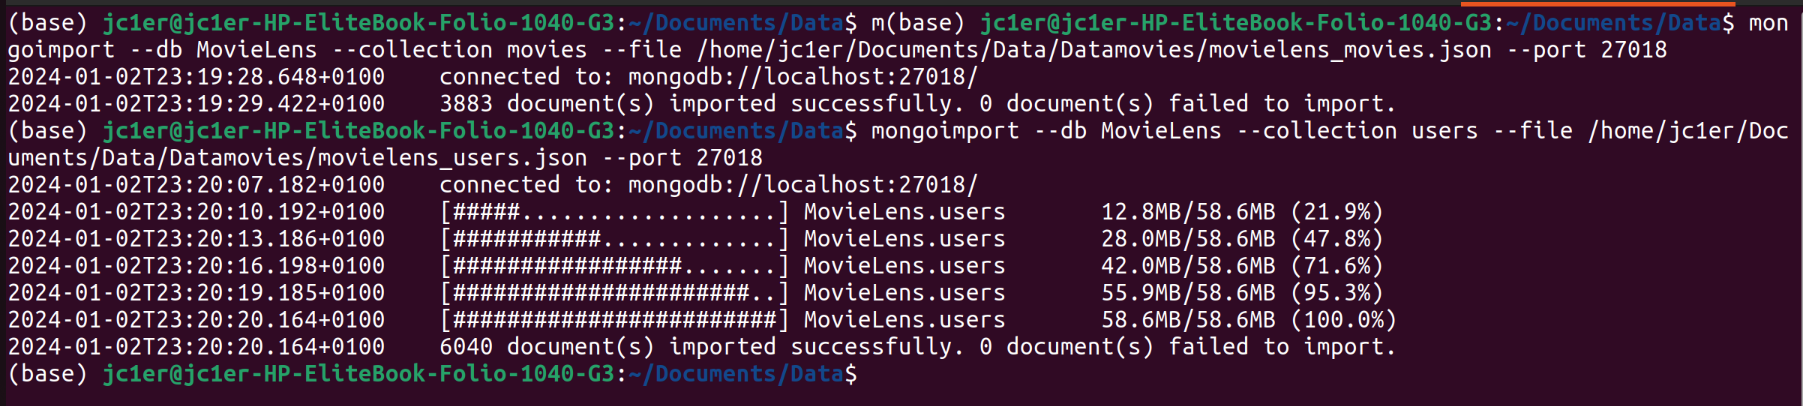 (base) jc1er@jc1er-HP-EliteBook-Folio-1040-G3:~/Documents/Data$ m(base) jc1er@jc1er-HP-EliteBook-Folio-1040-G3:~/Documents/Data$ mon
goimport --db MovieLens --collection movies --file /home/jc1er/Documents/Data/Datamovies/movielens_movies.json --port 27018
2024-01-02T23:19:28.648+0100    connected to: mongodb://localhost:27018/
2024-01-02T23:19:29.422+0100    3883 document(s) imported successfully. 0 document(s) failed to import.
(base) jc1er@jc1er-HP-EliteBook-Folio-1040-G3:~/Documents/Data$ mongoimport --db MovieLens --collection users --file /home/jc1er/Doc
uments/Data/Datamovies/movielens_users.json --port 27018
2024-01-02T23:20:07.182+0100    connected to: mongodb://localhost:27018/
2024-01-02T23:20:10.192+0100    [#####...................] MovieLens.users       12.8MB/58.6MB (21.9%)
2024-01-02T23:20:13.186+0100    [###########.............] MovieLens.users       28.0MB/58.6MB (47.8%)
2024-01-02T23:20:16.198+0100    [#################.......] MovieLens.users       42.0MB/58.6MB (71.6%)
2024-01-02T23:20:19.185+0100    [######################..] MovieLens.users       55.9MB/58.6MB (95.3%)
2024-01-02T23:20:20.164+0100    [########################] MovieLens.users       58.6MB/58.6MB (100.0%)
2024-01-02T23:20:20.164+0100    6040 document(s) imported successfully. 0 document(s) failed to import.
(base) jc1er@jc1er-HP-EliteBook-Folio-1040-G3:~/Documents/Data$